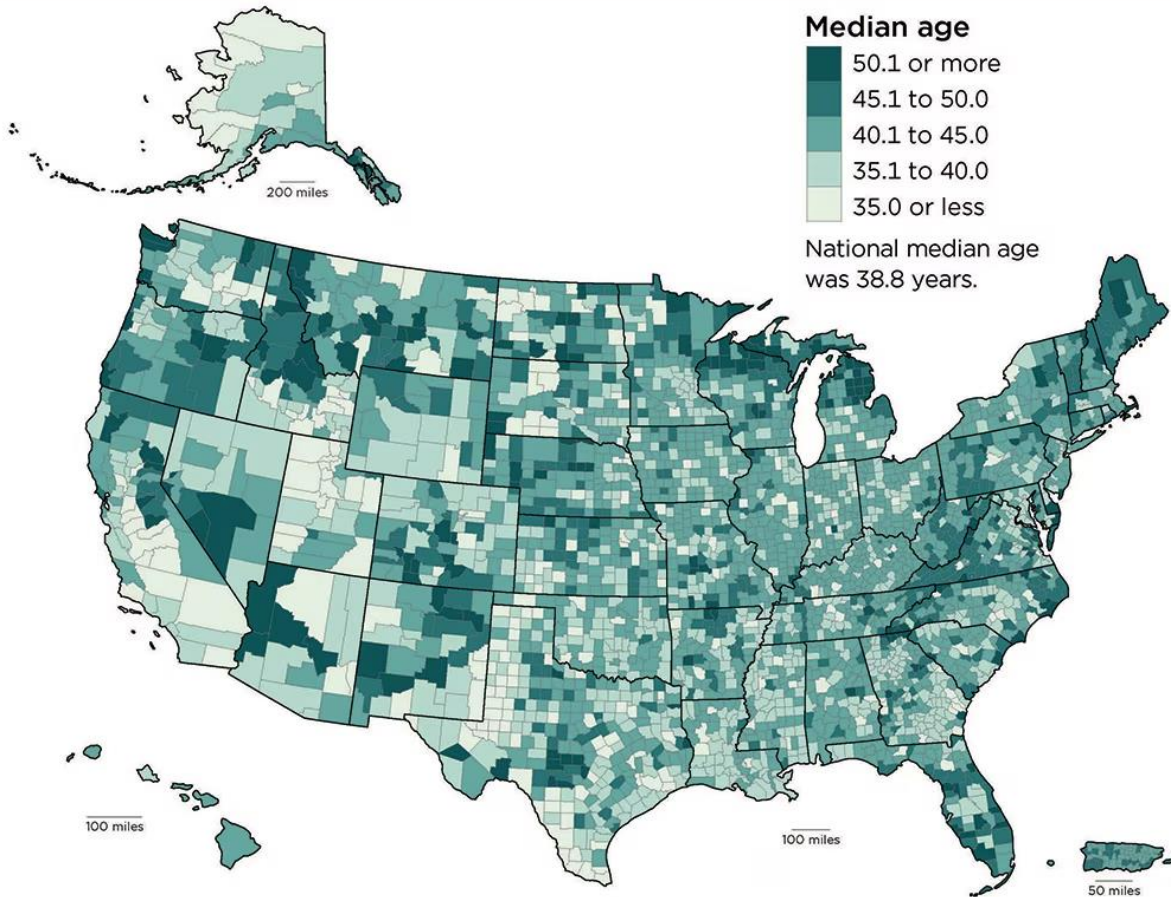 Median age
50.1 or more
45.1 to 50.0
40.1 to 45.0
35.1 to 40.0
35.0 or less
National median age
was 38.8 years.
200 miles
100 miles
100 miles
50 miles